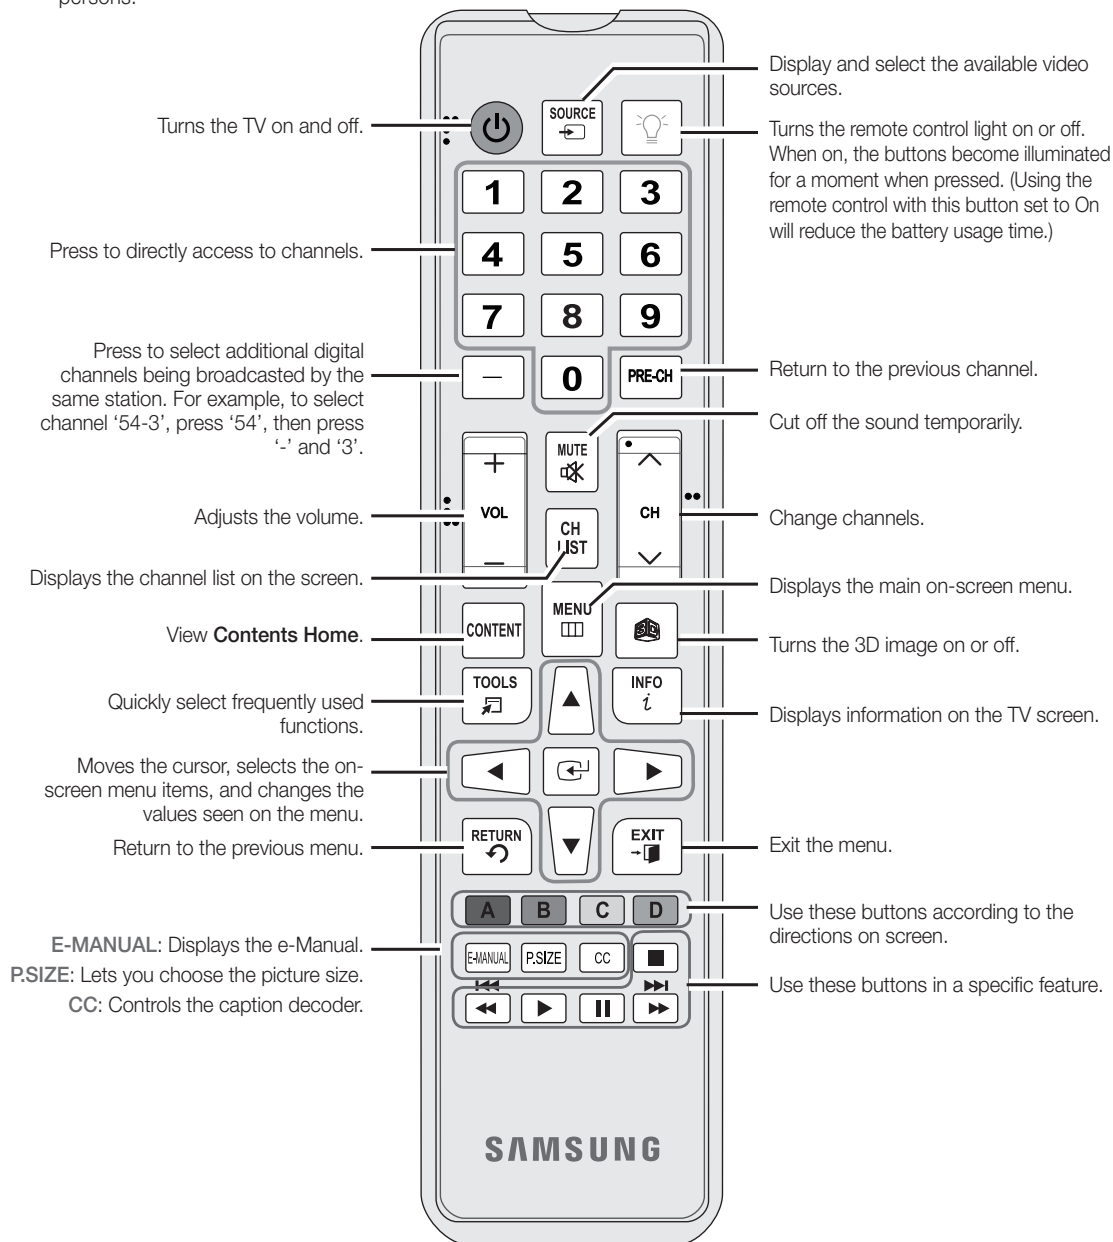 persons.
Display and select the available video
sources.
Turns the TV on and off.
SOURCE
Turns the remote control light on or off.
When on, the buttons become illuminated
for a moment when pressed. (Using the
remote control with this button set to On
will reduce the battery usage time.)
1 2 3
Press to directly access to channels.
4 5 6
7 8 9
Press to select additional digital
channels being broadcasted by the
same station. For example, to select
channel ‘54-3’, press ‘54’, then press
‘-’ and ‘3’.
— 0 PRE-CH
Return to the previous channel.
Cut off the sound temporarily.
MUTE
+
VOL
—
CH
Adjusts the volume.
Change channels.
CH
LIST
Displays the channel list on the screen.
Displays the main on-screen menu.
MENU
View Contents Home.
CONTENT
3D
Turns the 3D image on or off.
TOOLS
INFO
i
Quickly select frequently used
functions.
Displays information on the TV screen.
Moves the cursor, selects the on-
screen menu items, and changes the
values seen on the menu.
Return to the previous menu.
RETURN
EXIT
Exit the menu.
A B C D
Use these buttons according to the
directions on screen.
E-MANUAL: Displays the e-Manual.
P.SIZE: Lets you choose the picture size.
CC: Controls the caption decoder.
E-MANUAL P.SIZE CC
Use these buttons in a specific feature.
SAMSUNG